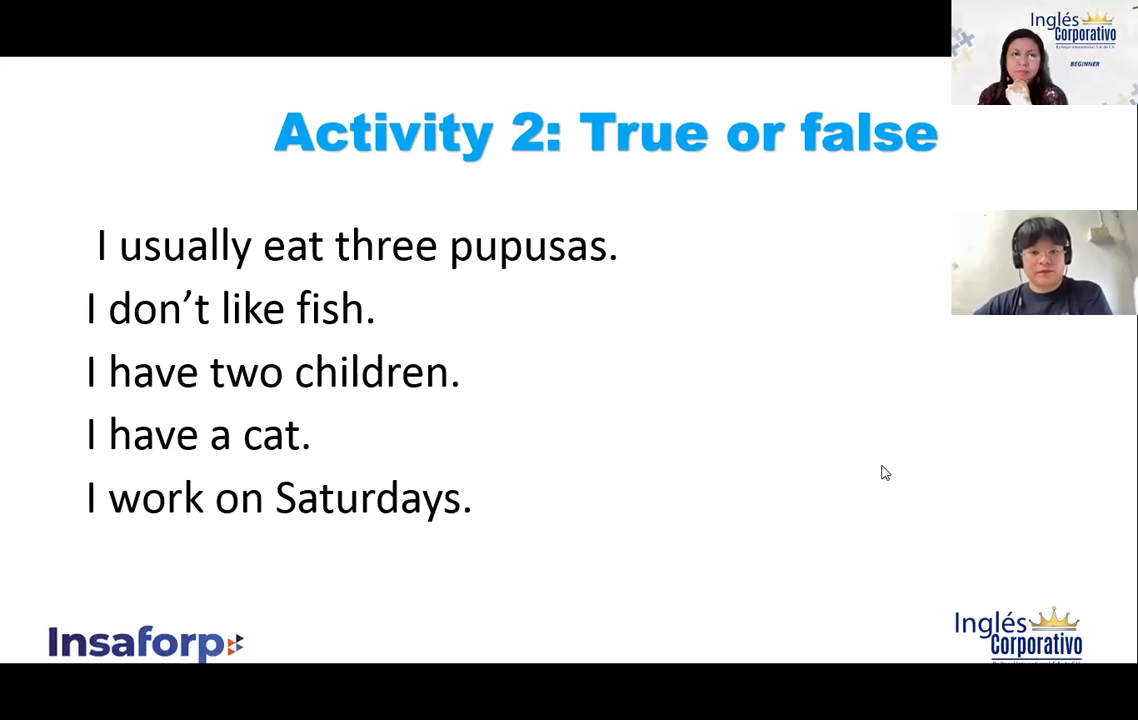 Inglés
Corporativo
BEGINNER
Activity 2: True or false
I usually eat three pupusas.
I don’t like fish.
I have two children.
I have a cat.
I work on Saturdays.
Insaforp
Inglés
Corporativo